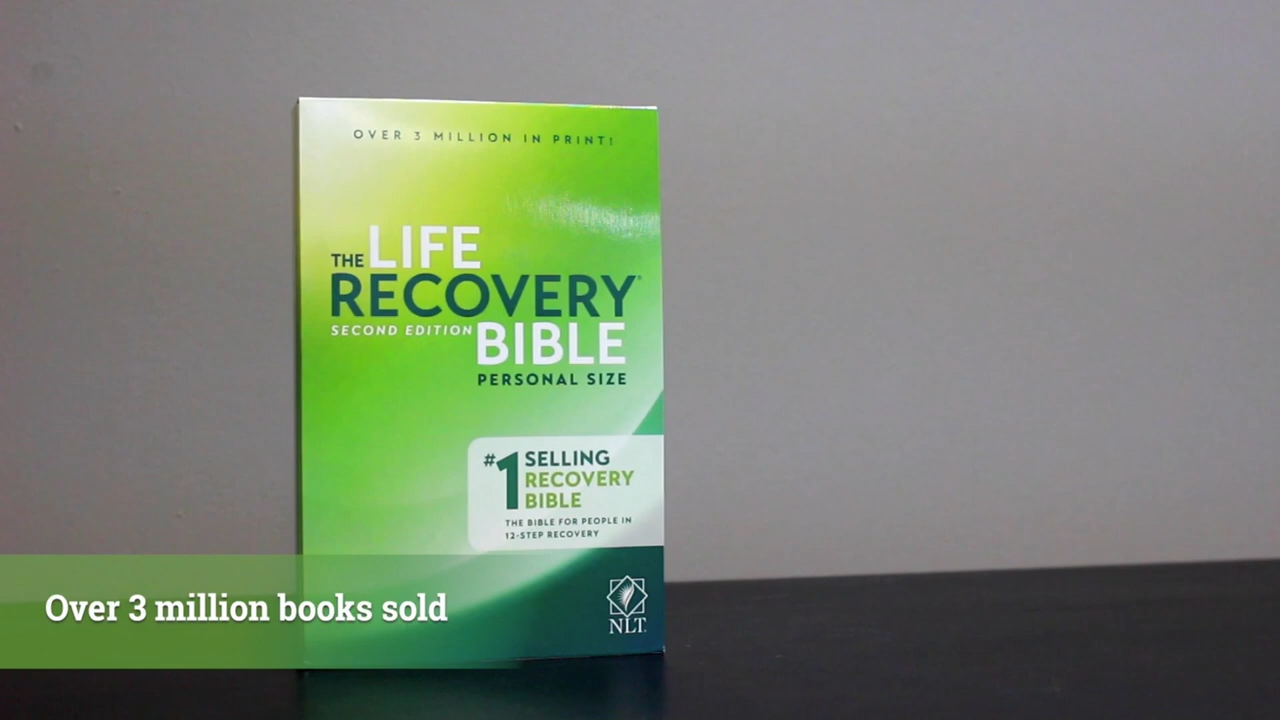 OVER 3 MILLION IN PRINT!
THE LIFE
RECOVERY®
SECOND EDITION BIBLE
PERSONAL SIZE
#1 SELLING
RECOVERY
BIBLE
THE BIBLE FOR PEOPLE IN
12-STEP RECOVERY
NLT
Over 3 million books sold